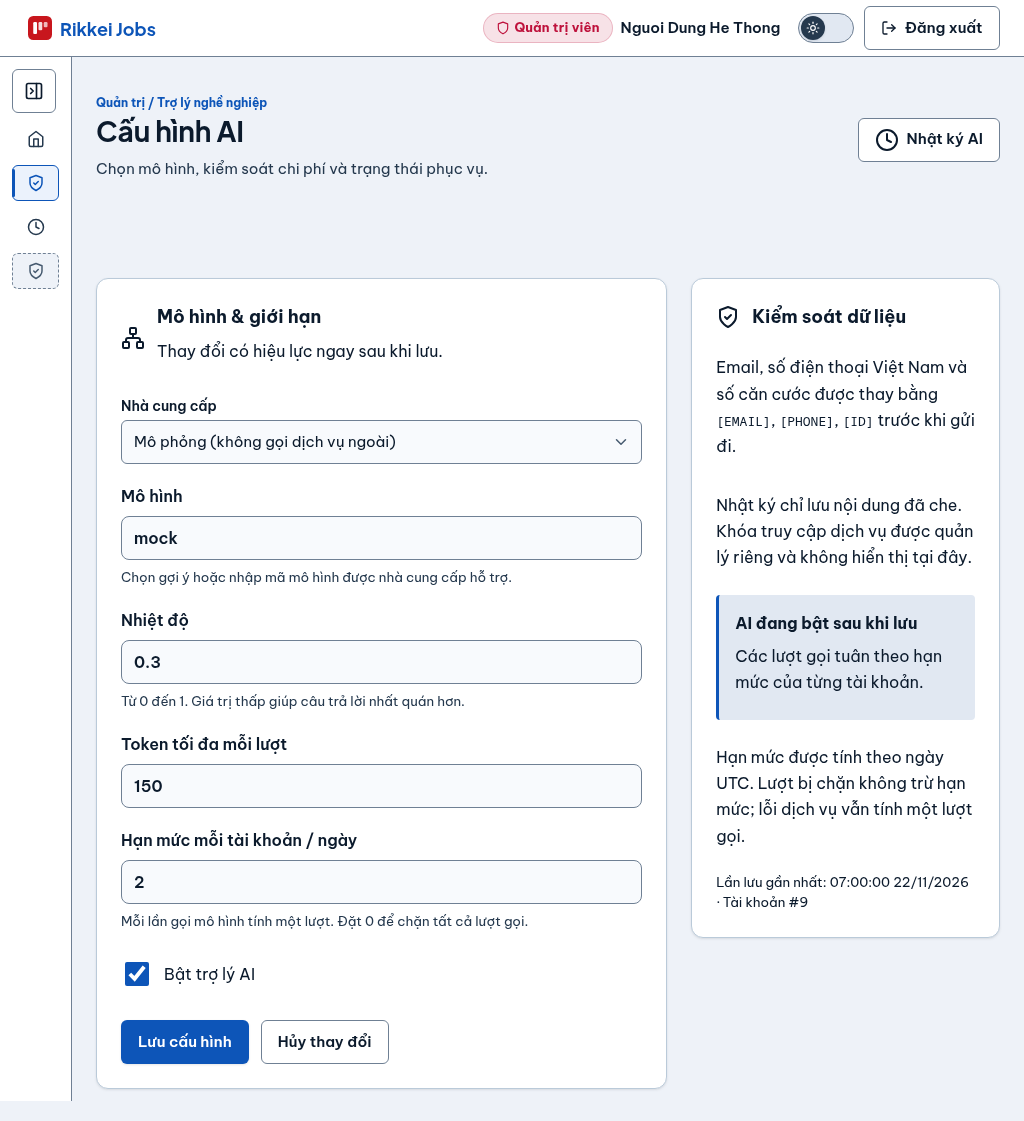 Rikkei Jobs
Quản trị viên
Nguoi Dung He Thong
Đăng xuất
Quản trị / Trợ lý nghề nghiệp
Cấu hình AI
Chọn mô hình, kiểm soát chi phí và trạng thái phục vụ.
Nhật ký AI
Mô hình & giới hạn
Thay đổi có hiệu lực ngay sau khi lưu.
Nhà cung cấp
Mô phỏng (không gọi dịch vụ ngoài)
Mô hình
mock
Chọn gợi ý hoặc nhập mã mô hình được nhà cung cấp hỗ trợ.
Nhiệt độ
0.3
Từ 0 đến 1. Giá trị thấp giúp câu trả lời nhất quán hơn.
Token tối đa mỗi lượt
150
Hạn mức mỗi tài khoản / ngày
2
Mỗi lần gọi mô hình tính một lượt. Đặt 0 để chặn tất cả lượt gọi.
Bật trợ lý AI
Lưu cấu hình
Hủy thay đổi
Kiểm soát dữ liệu
Email, số điện thoại Việt Nam và
số căn cước được thay bằng
[EMAIL], [PHONE], [ID] trước khi gửi
đi.
Nhật ký chỉ lưu nội dung đã che.
Khóa truy cập dịch vụ được quản
lý riêng và không hiển thị tại đây.
AI đang bật sau khi lưu
Các lượt gọi tuân theo hạn
mức của từng tài khoản.
Hạn mức được tính theo ngày
UTC. Lượt bị chặn không trừ hạn
mức; lỗi dịch vụ vẫn tính một lượt
gọi.
Lần lưu gần nhất: 07:00:00 22/11/2026
· Tài khoản #9